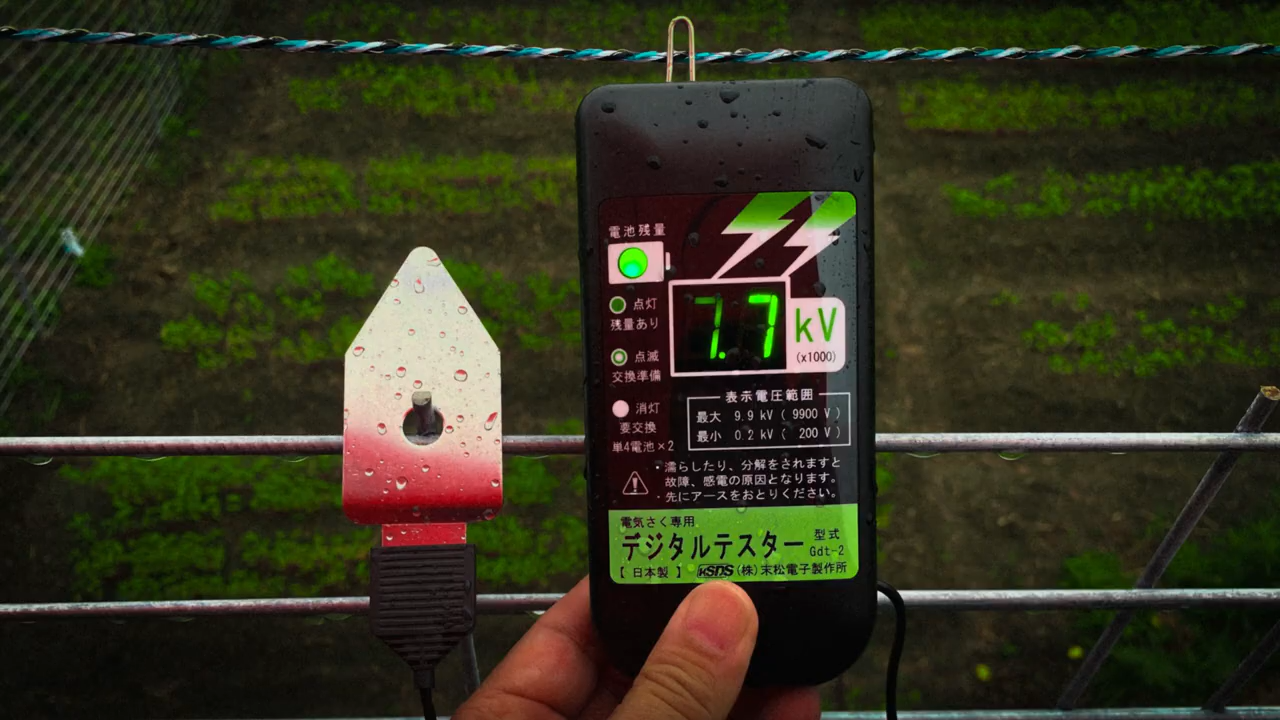 電池残量
点灯
残量あり
点滅
交換準備
消灯
要交換
単4電池×2
7.7 kV
(x1000)
表示電圧範囲
最大 9.9 kV ( 9900 V )
最小 0.2 kV ( 200 V )
・濡らしたり、分解をされますと
故障、感電の原因となります。
・先にアースをおとりください。
電気さく専用
デジタルテスター 型式
Gdt-2
【 日本製 】 KSDS (株) 末松電子製作所